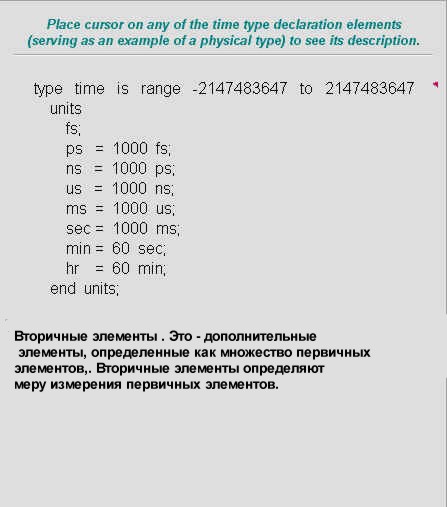 Place cursor on any of the time type declaration elements
(serving as an example of a physical type) to see its description.
type time is range -2147483647 to 2147483647
units
fs;
ps = 1000 fs;
ns = 1000 ps;
us = 1000 ns;
ms = 1000 us;
sec = 1000 ms;
min = 60 sec;
hr = 60 min;
end units;
Вторичные элементы . Это - дополнительные
элементы, определенные как множество первичных
элементов,. Вторичные элементы определяют
меру измерения первичных элементов.